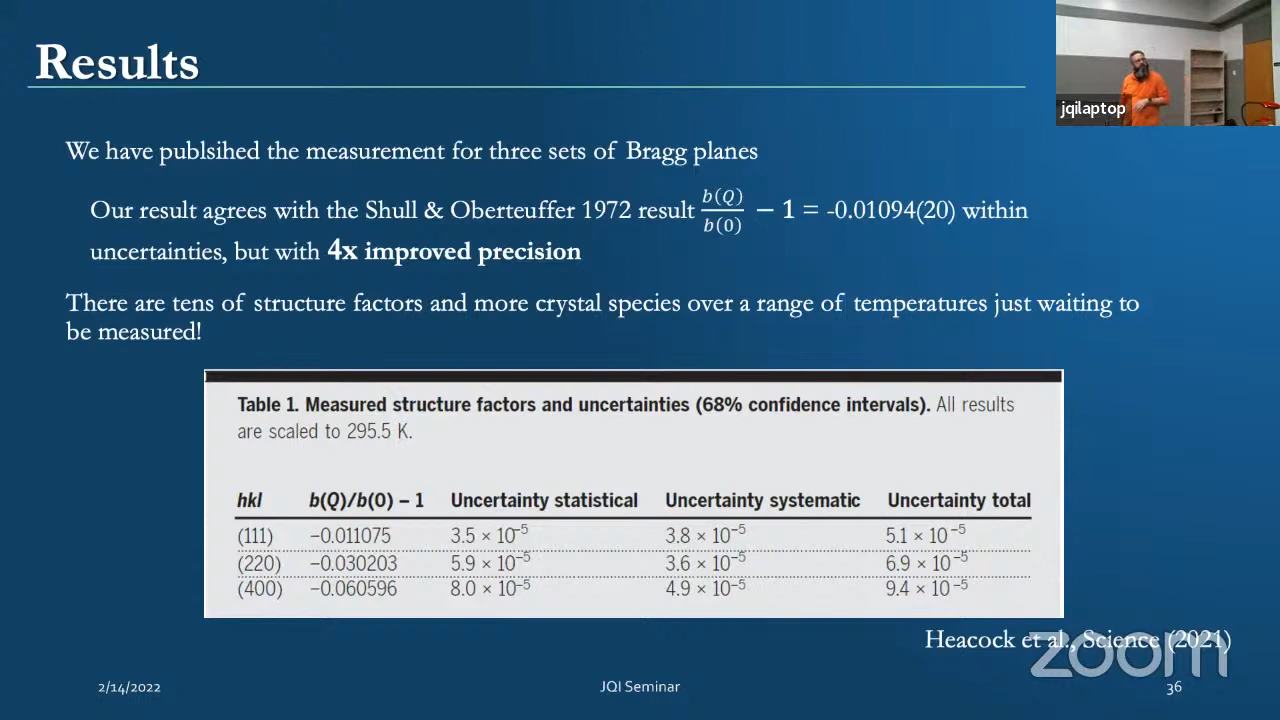 Results
jqilaptop
We have publsihed the measurement for three sets of Bragg planes
Our result agrees with the Shull & Oberteuffer 1972 result b(Q)/b(0) − 1 = -0.01094(20) within
uncertainties, but with 4x improved precision
There are tens of structure factors and more crystal species over a range of temperatures just waiting to
be measured!
Table 1. Measured structure factors and uncertainties (68% confidence intervals). All results
are scaled to 295.5 K.
hkl b(Q)/b(0) – 1 Uncertainty statistical Uncertainty systematic Uncertainty total
(111) −0.011075 3.5 × 10⁻⁵ 3.8 × 10⁻⁵ 5.1 × 10⁻⁵
(220) −0.030203 5.9 × 10⁻⁵ 3.6 × 10⁻⁵ 6.9 × 10⁻⁵
(400) −0.060596 8.0 × 10⁻⁵ 4.9 × 10⁻⁵ 9.4 × 10⁻⁵
Heacock et al., Science (2021)
zoom
2/14/2022 JQI Seminar 36